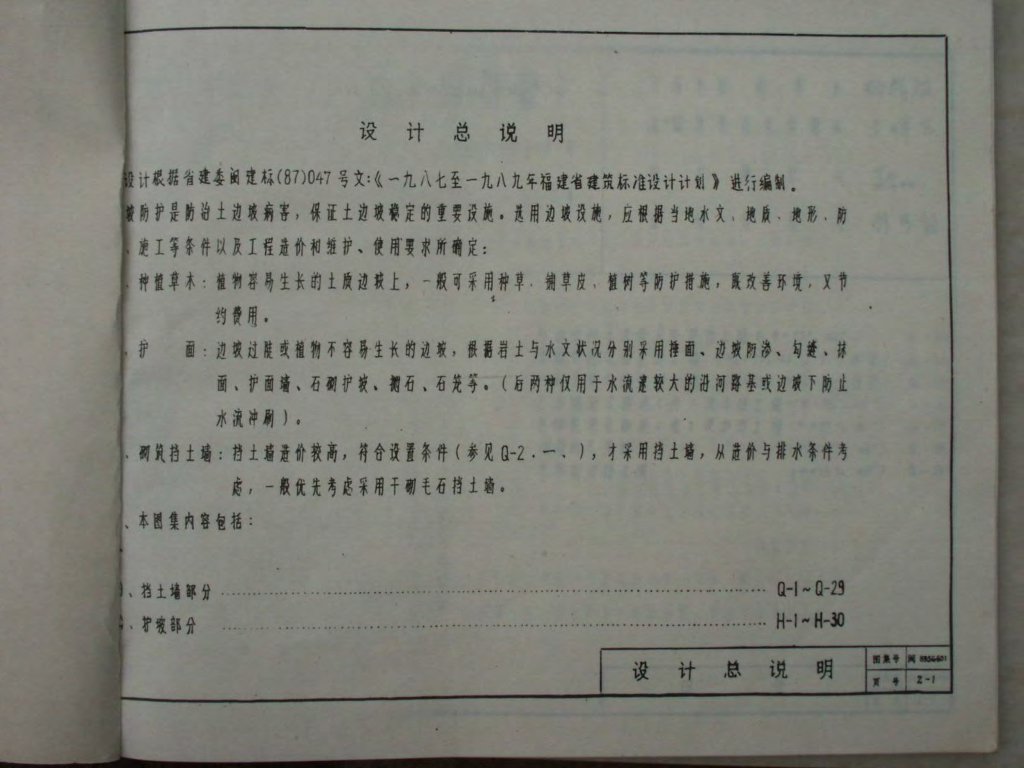 设计总说明
设计根据省建委闽建标(87)047号文:《一九八七至一九八九年福建省建筑标准设计计划》进行编制。
坡防护是防治土边坡病害，保证土边坡稳定的重要设施。选用边坡设施，应根据当地水文、地质、地形、防
、施工等条件以及工程造价和维护、使用要求所确定:
、种植草木:植物容易生长的土质边坡上，一般可采用种草、铺草皮、植树等防护措施，既改善环境，又节
约费用。
、护 面:边坡过陡或植物不容易生长的边坡，根据岩土与水文状况分别采用捶面、边坡防渗、勾缝、抹
面、护面墙、石砌护坡、抛石、石笼等。(后两种仅用于水流速较大的沿河路基或边坡下防止
水流冲刷)。
、砌筑挡土墙:挡土墙造价较高，符合设置条件(参见Q-2.一、)，才采用挡土墙，从造价与排水条件考
虑，一般优先考虑采用干砌毛石挡土墙。
、本图集内容包括:
、挡土墙部分 Q-1~Q-29
、护坡部分 H-1~H-30
设计总说明
图集号 闽
页号 Z-1